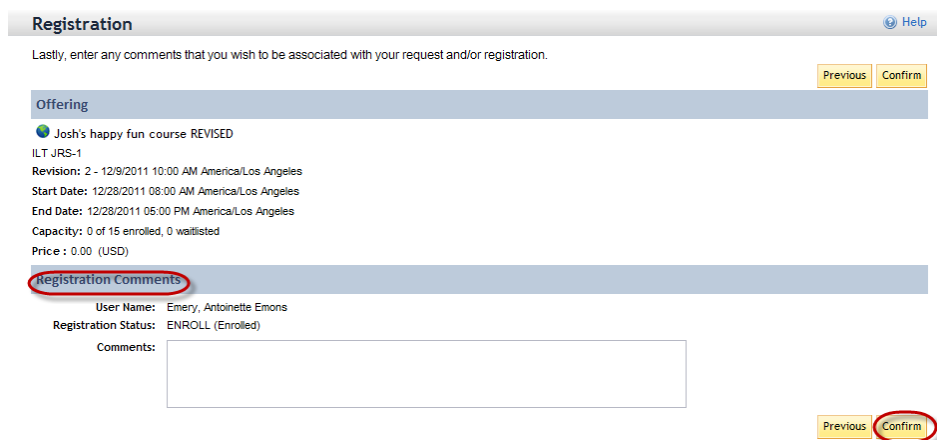 Registration
Help
Lastly, enter any comments that you wish to be associated with your request and/or registration.
Previous Confirm
Offering
Josh's happy fun course REVISED
ILT JRS-1
Revision: 2 - 12/9/2011 10:00 AM America/Los Angeles
Start Date: 12/28/2011 08:00 AM America/Los Angeles
End Date: 12/28/2011 05:00 PM America/Los Angeles
Capacity: 0 of 15 enrolled, 0 waitlisted
Price : 0.00 (USD)
Registration Comments
User Name: Emery, Antoinette Emons
Registration Status: ENROLL (Enrolled)
Comments:
Previous Confirm